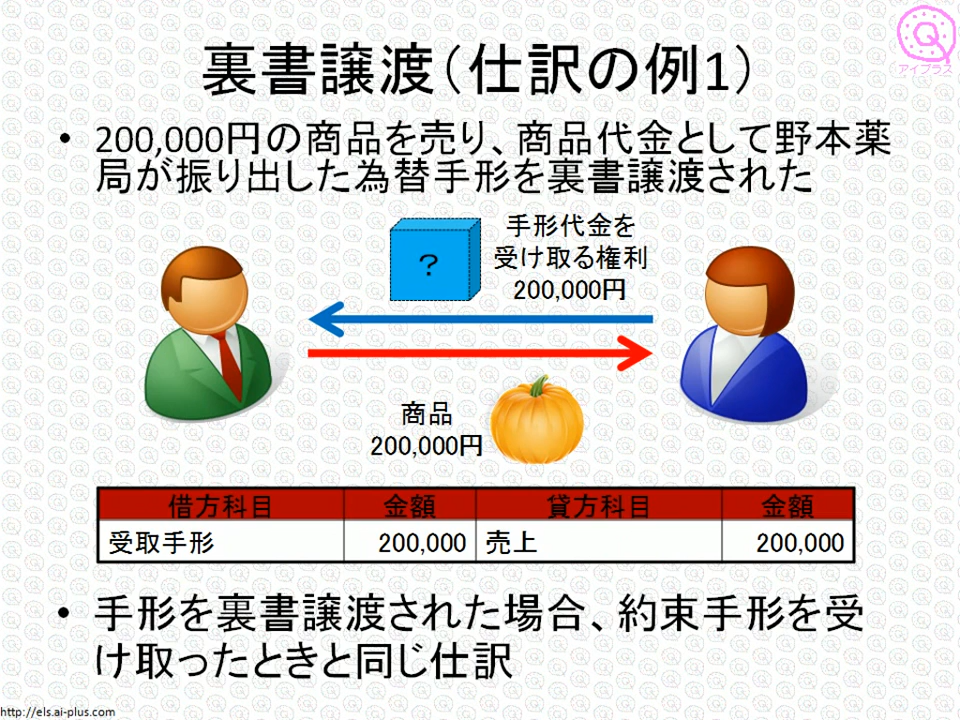 アイプラス
裏書譲渡（仕訳の例1）
• 200,000円の商品を売り、商品代金として野本薬
局が振り出した為替手形を裏書譲渡された
？
手形代金を
受け取る権利
200,000円
商品
200,000円
借方科目 金額 貸方科目 金額
受取手形 200,000 売上 200,000
• 手形を裏書譲渡された場合、約束手形を受
け取ったときと同じ仕訳
http://els.ai-plus.com